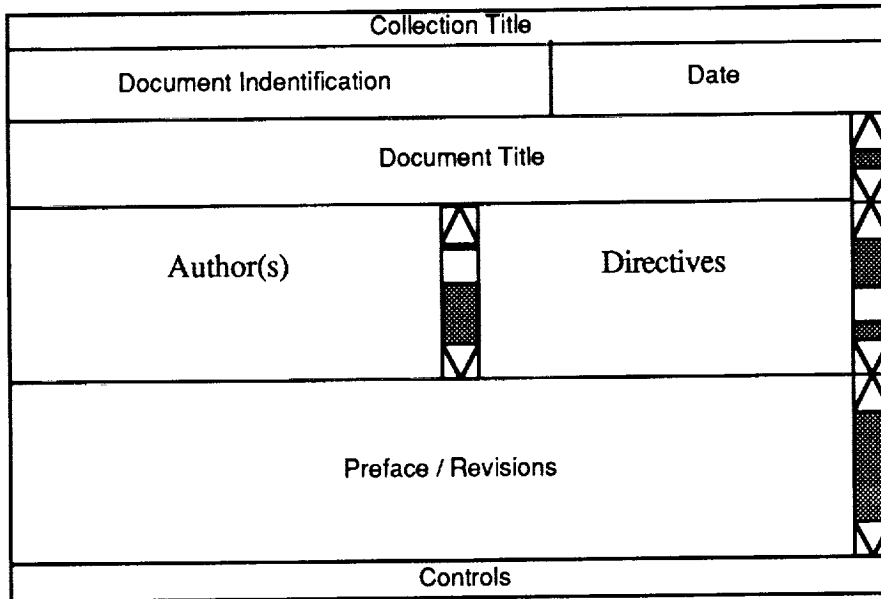 Collection Title
Document Indentification
Date
Document Title
Author(s)
Directives
Preface / Revisions
Controls